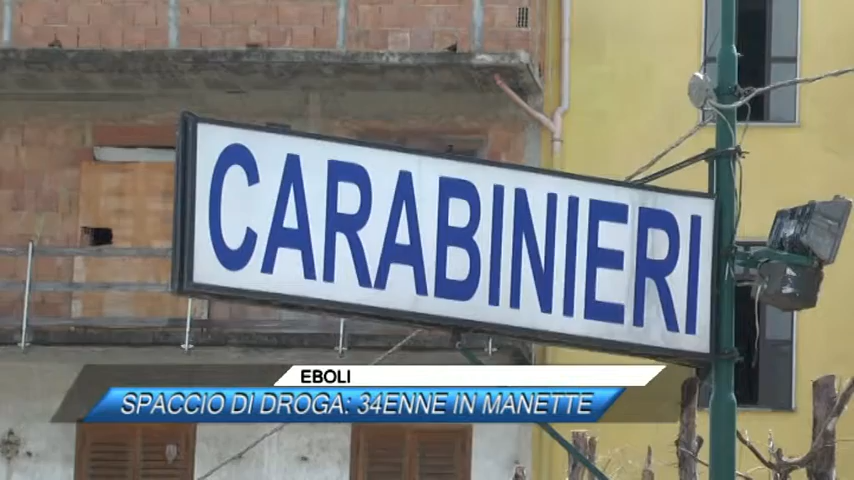 CARABINIERI
EBOLI
SPACCIO DI DROGA: 34ENNE IN MANETTE